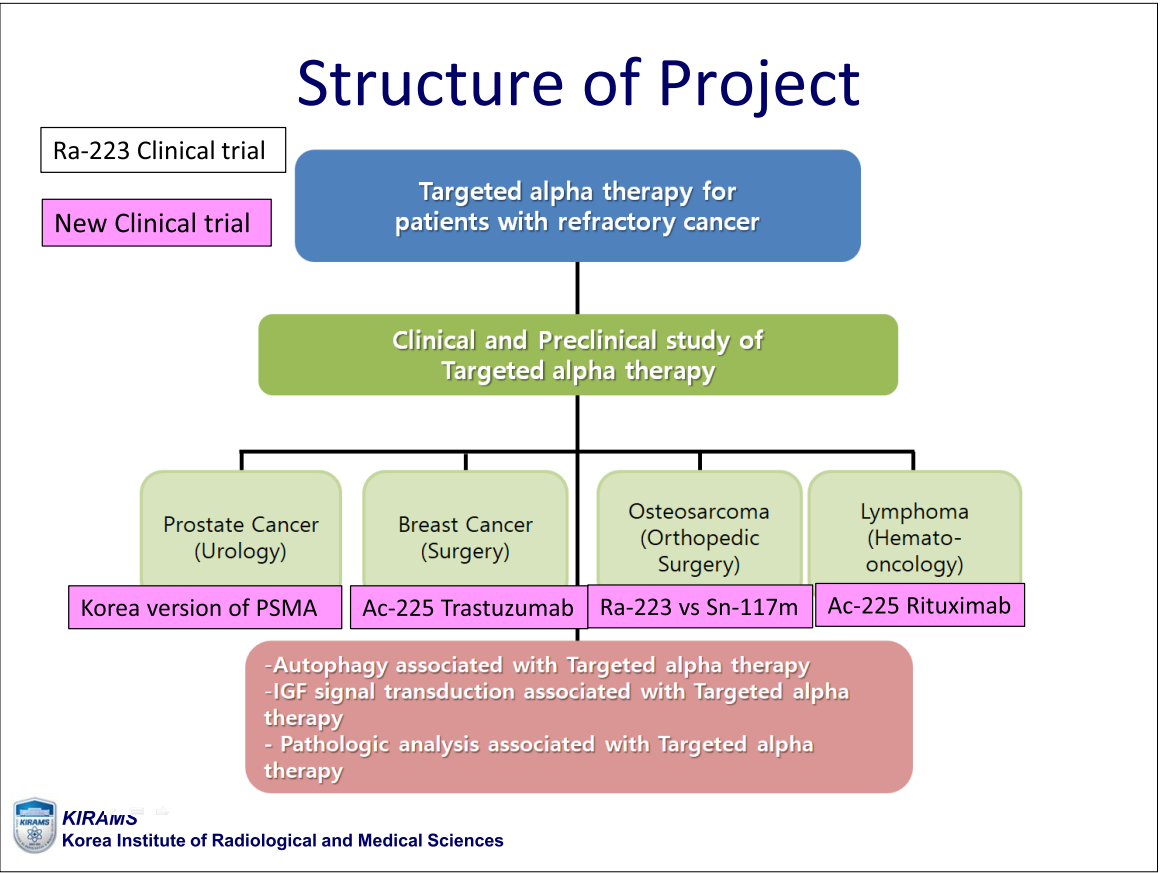 Structure of Project
Ra-223 Clinical trial
New Clinical trial
Targeted alpha therapy for
patients with refractory cancer
Clinical and Preclinical study of
Targeted alpha therapy
Prostate Cancer
(Urology)
Korea version of PSMA
Breast Cancer
(Surgery)
Ac-225 Trastuzumab
Osteosarcoma
(Orthopedic
Surgery)
Ra-223 vs Sn-117m
Lymphoma
(Hemato-
oncology)
Ac-225 Rituximab
-Autophagy associated with Targeted alpha therapy
-IGF signal transduction associated with Targeted alpha
therapy
- Pathologic analysis associated with Targeted alpha
therapy
KIRAMS
KIRAMS
Korea Institute of Radiological and Medical Sciences